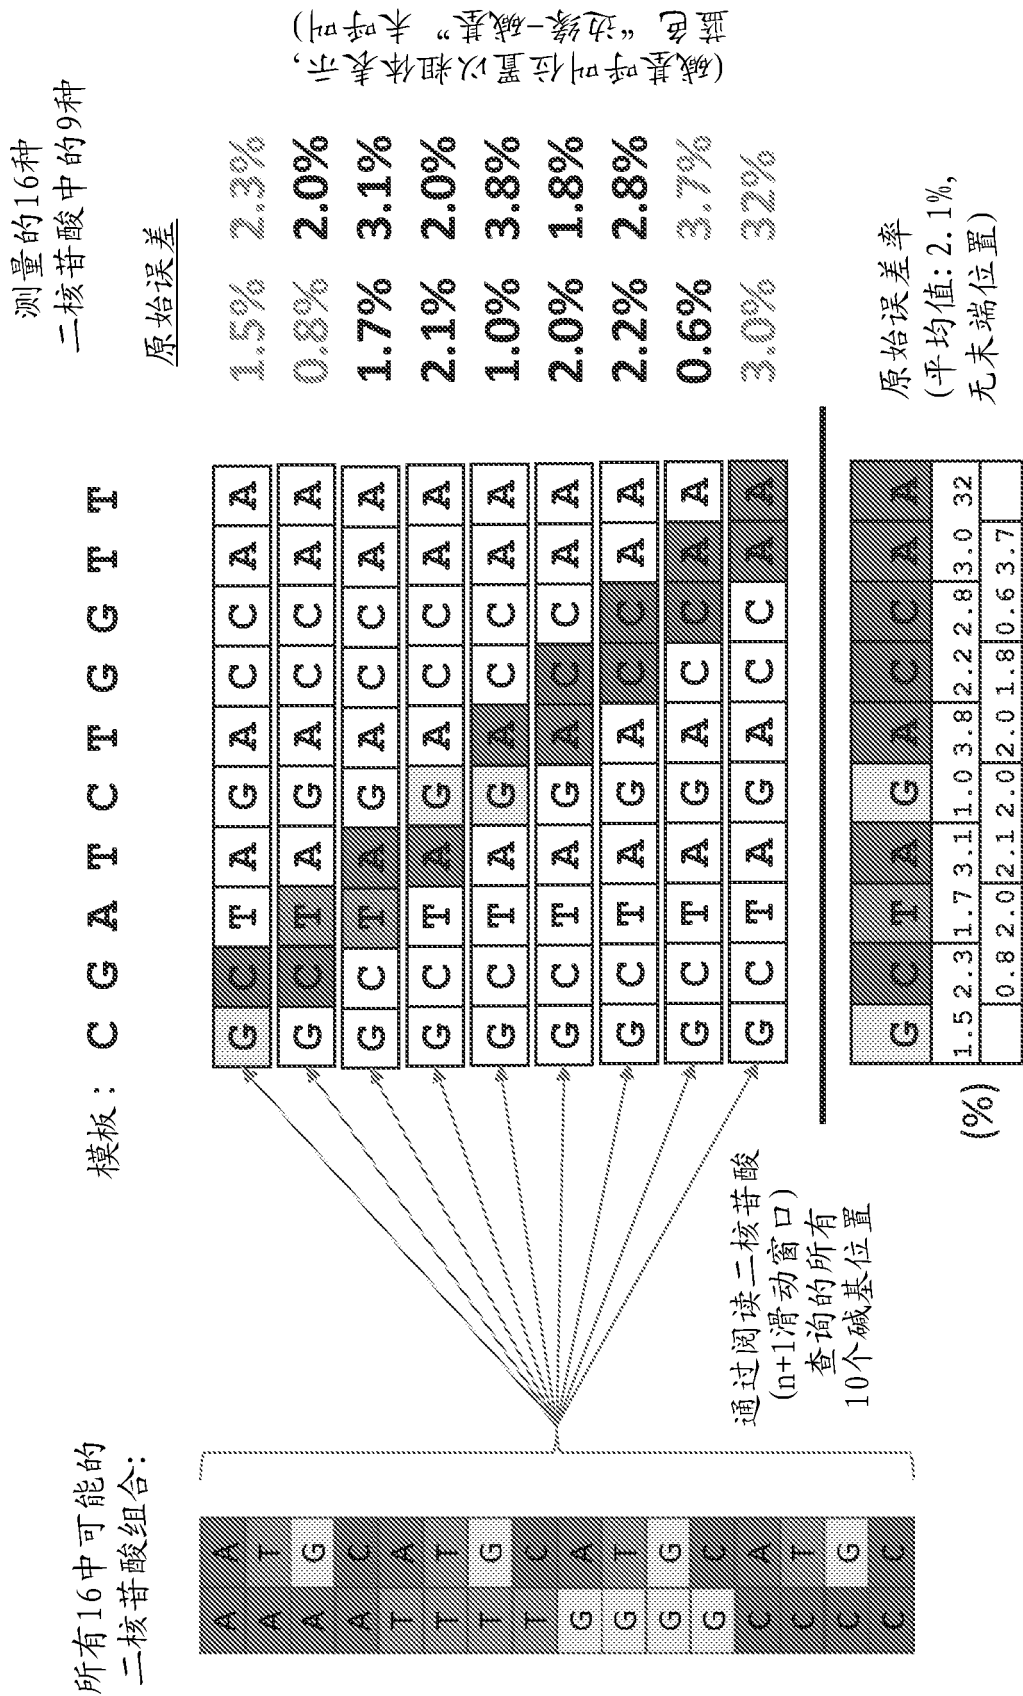 所有16中可能的
二核苷酸组合:
A A
A T
A G
A C
T A
T T
T G
T C
G A
G T
G G
G C
C A
C T
C G
C C
通过阅读二核苷酸
(n+1滑动窗口)
查询的所有
10个碱基位置
模板: C G A T C T G G T T
测量的16种
二核苷酸中的9种
原始误差
G C T A G A C C A A 1.5% 2.3%
G C T A G A C C A A 0.8% 2.0%
G C T A G A C C A A 1.7% 3.1%
G C T A G A C C A A 2.1% 2.0%
G C T A G A C C A A 1.0% 3.8%
G C T A G A C C A A 2.0% 1.8%
G C T A G A C C A A 2.2% 2.8%
G C T A G A C C A A 0.6% 3.7%
G C T A G A C C A A 3.0% 32%
(碱基呼叫位置以粗体表示,
蓝色“边缘-碱基”未呼叫)
G C T A G A C C A A
(%) 1.5 2.3 1.7 3.1 1.0 3.8 2.2 2.8 3.0 32
0.8 2.0 2.1 2.0 2.0 1.8 0.6 3.7
原始误差率
(平均值: 2.1%,
无末端位置)